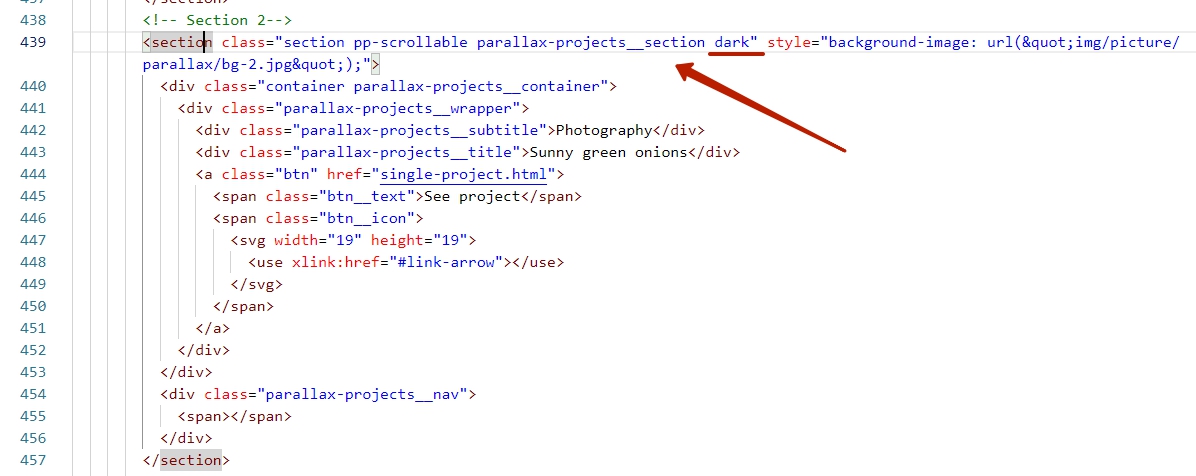 437 </section>
438 <!-- Section 2-->
439 <section class="section pp-scrollable parallax-projects__section dark" style="background-image: url(&quot;img/picture/
parallax/bg-2.jpg&quot;);">
440 <div class="container parallax-projects__container">
441 <div class="parallax-projects__wrapper">
442 <div class="parallax-projects__subtitle">Photography</div>
443 <div class="parallax-projects__title">Sunny green onions</div>
444 <a class="btn" href="single-project.html">
445 <span class="btn__text">See project</span>
446 <span class="btn__icon">
447 <svg width="19" height="19">
448 <use xlink:href="#link-arrow"></use>
449 </svg>
450 </span>
451 </a>
452 </div>
453 </div>
454 <div class="parallax-projects__nav">
455 <span></span>
456 </div>
457 </section>